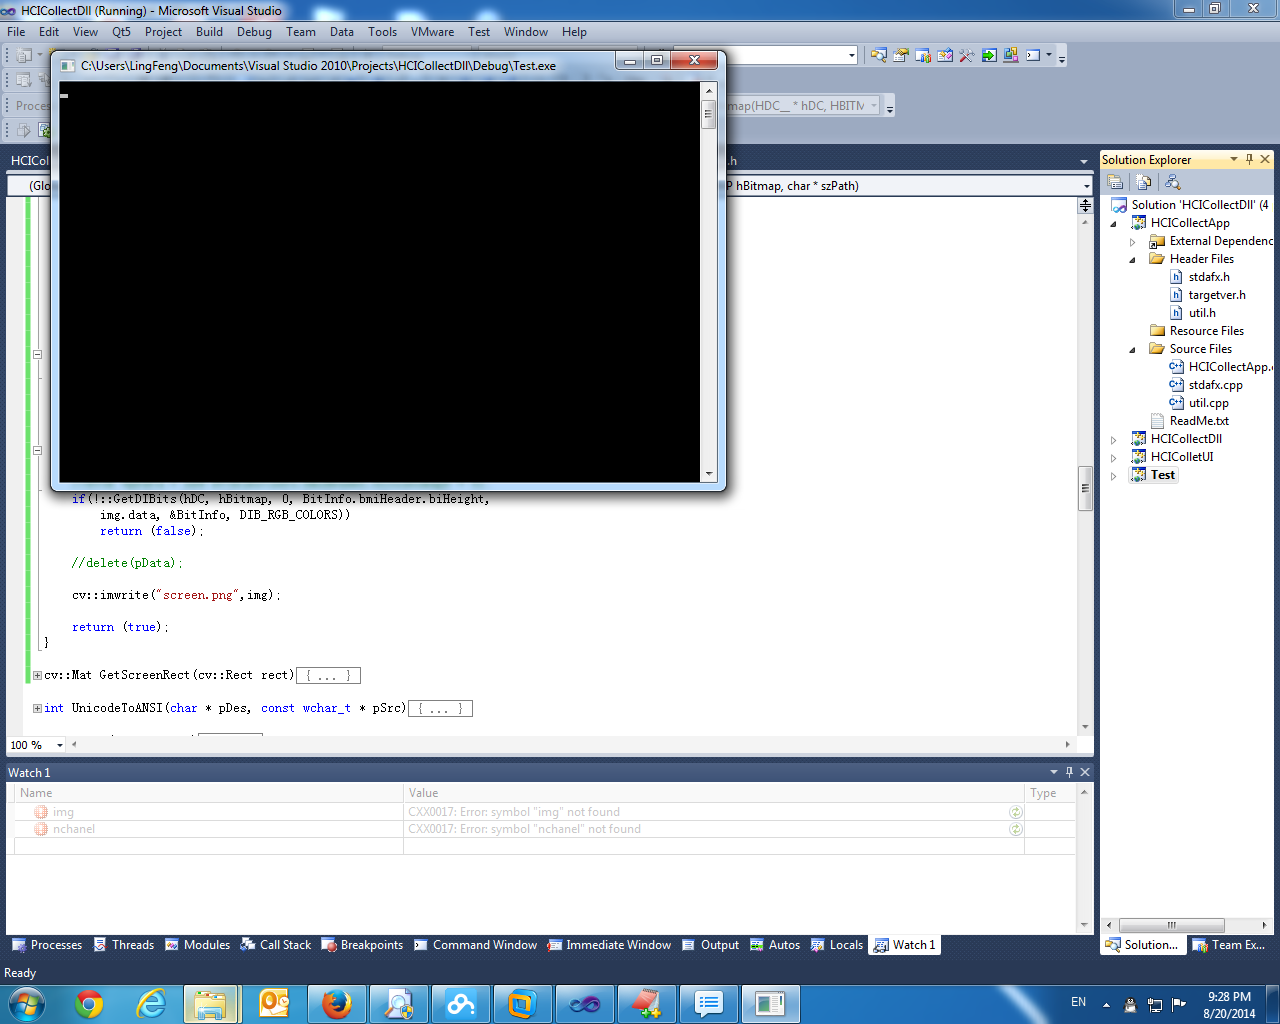 HCICollectDll (Running) - Microsoft Visual Studio
File Edit View Qt5 Project Build Debug Team Data Tools VMware Test Window Help
C:\Users\LingFeng\Documents\Visual Studio 2010\Projects\HCICollectDll\Debug\Test.exe
Proces
map(HDC__ * hDC, HBITM
HCICol
.h
(Glo
P hBitmap, char * szPath)
if(!::GetDIBits(hDC, hBitmap, 0, BitInfo.bmiHeader.biHeight,
img.data, &BitInfo, DIB_RGB_COLORS))
return (false);
//delete(pData);
cv::imwrite("screen.png",img);
return (true);
}
cv::Mat GetScreenRect(cv::Rect rect){ ... }
int UnicodeToANSI(char * pDes, const wchar_t * pSrc){ ... }
100 %
Solution Explorer
Solution 'HCICollectDll' (4
HCICollectApp
External Dependenc
Header Files
stdafx.h
targetver.h
util.h
Resource Files
Source Files
HCICollectApp.c
stdafx.cpp
util.cpp
ReadMe.txt
HCICollectDll
HCIColletUI
Test
Watch 1
Name Value Type
img CXX0017: Error: symbol "img" not found
nchanel CXX0017: Error: symbol "nchanel" not found
Processes Threads Modules Call Stack Breakpoints Command Window Immediate Window Output Autos Locals Watch 1
Solution... Team Ex...
Ready
EN
9:28 PM
8/20/2014